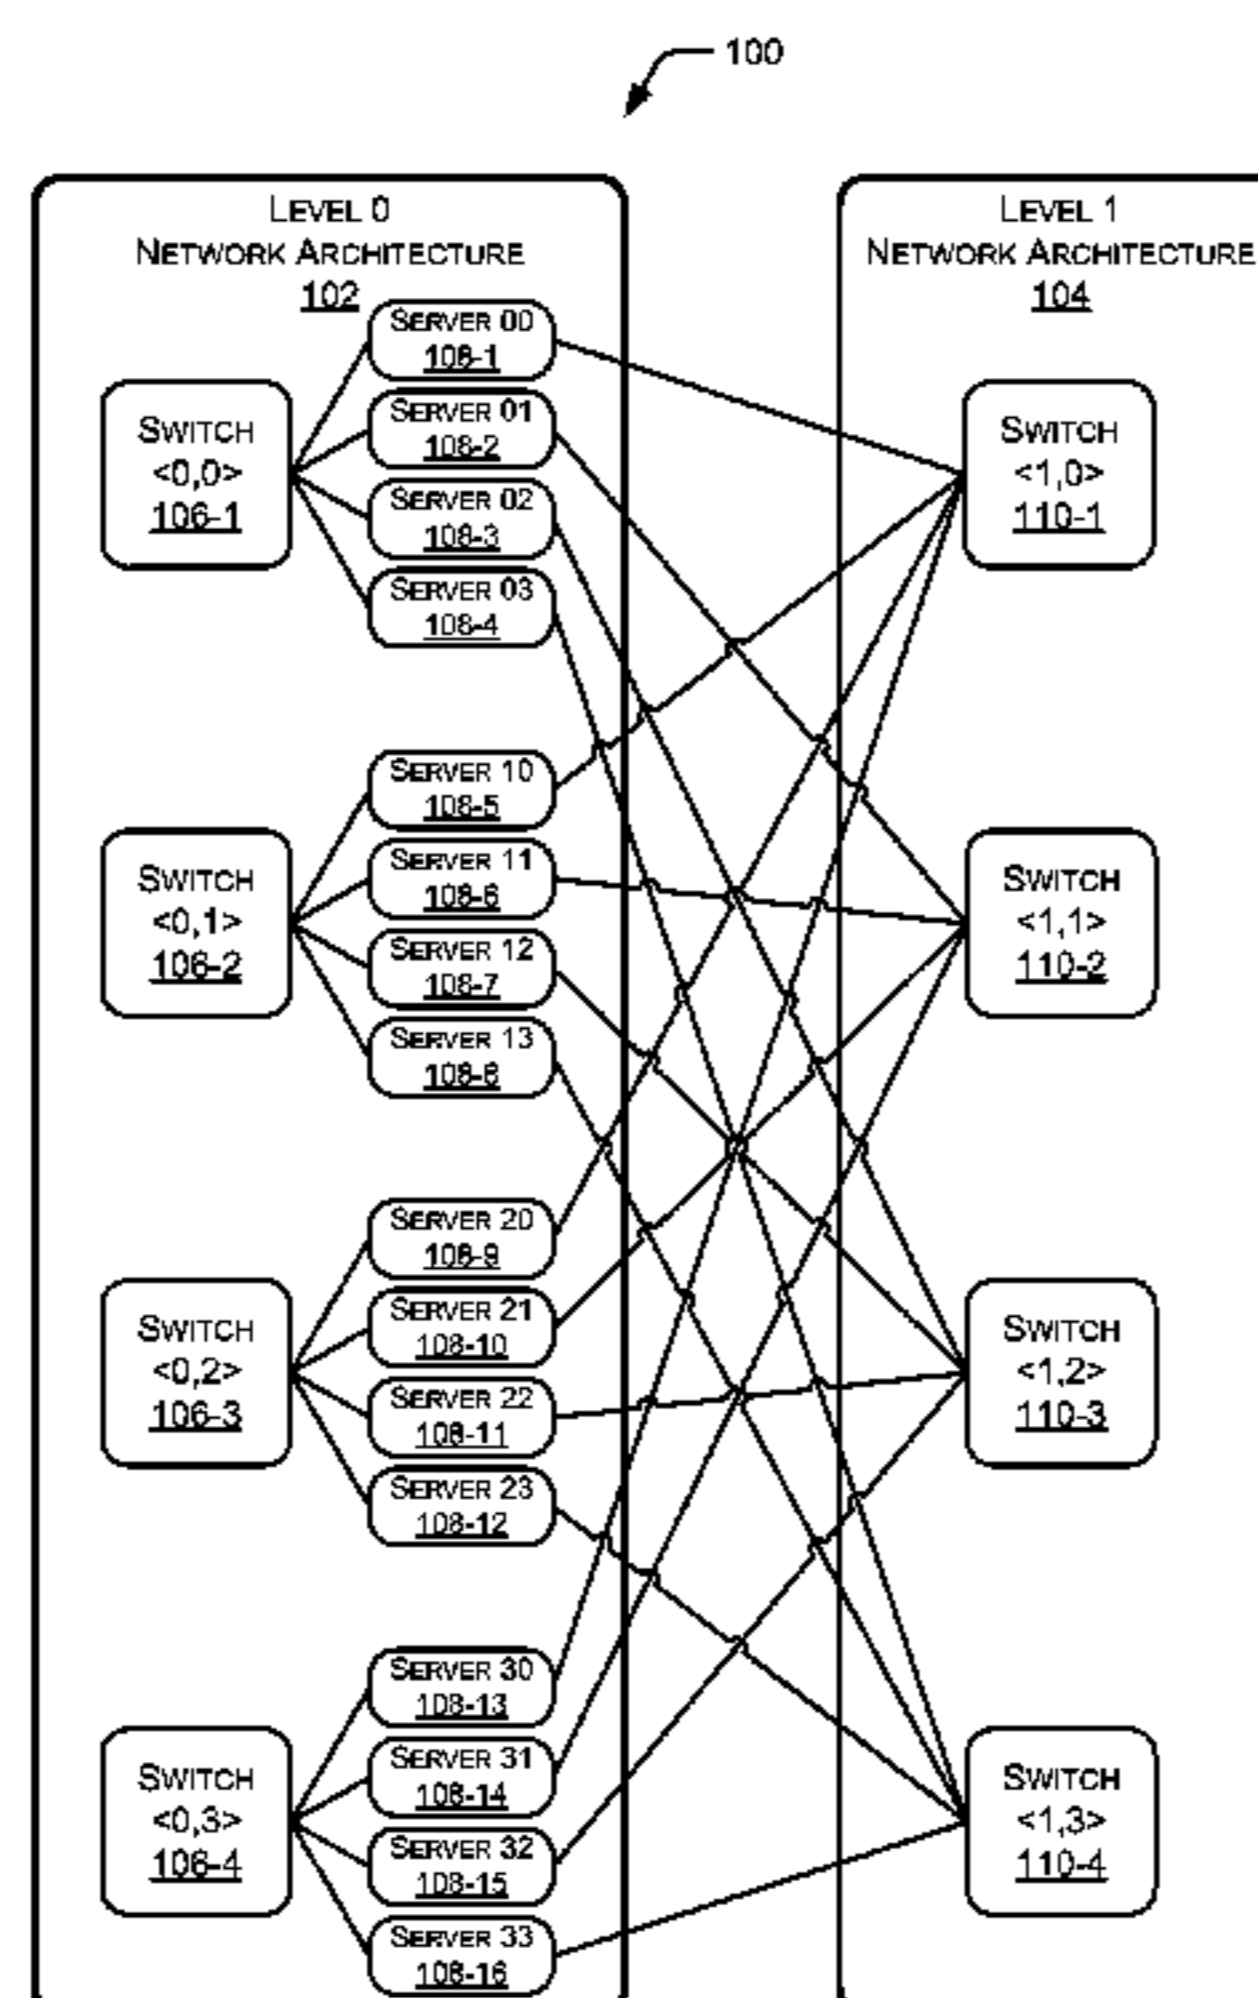 100
LEVEL 0
NETWORK ARCHITECTURE
102
LEVEL 1
NETWORK ARCHITECTURE
104
SERVER 00
108-1
SERVER 01
108-2
SERVER 02
108-3
SERVER 03
108-4
SWITCH
<0,0>
106-1
SWITCH
<1,0>
110-1
SERVER 10
108-5
SERVER 11
108-6
SERVER 12
108-7
SERVER 13
108-8
SWITCH
<0,1>
106-2
SWITCH
<1,1>
110-2
SERVER 20
108-9
SERVER 21
108-10
SERVER 22
108-11
SERVER 23
108-12
SWITCH
<0,2>
106-3
SWITCH
<1,2>
110-3
SERVER 30
108-13
SERVER 31
108-14
SERVER 32
108-15
SERVER 33
108-16
SWITCH
<0,3>
106-4
SWITCH
<1,3>
110-4